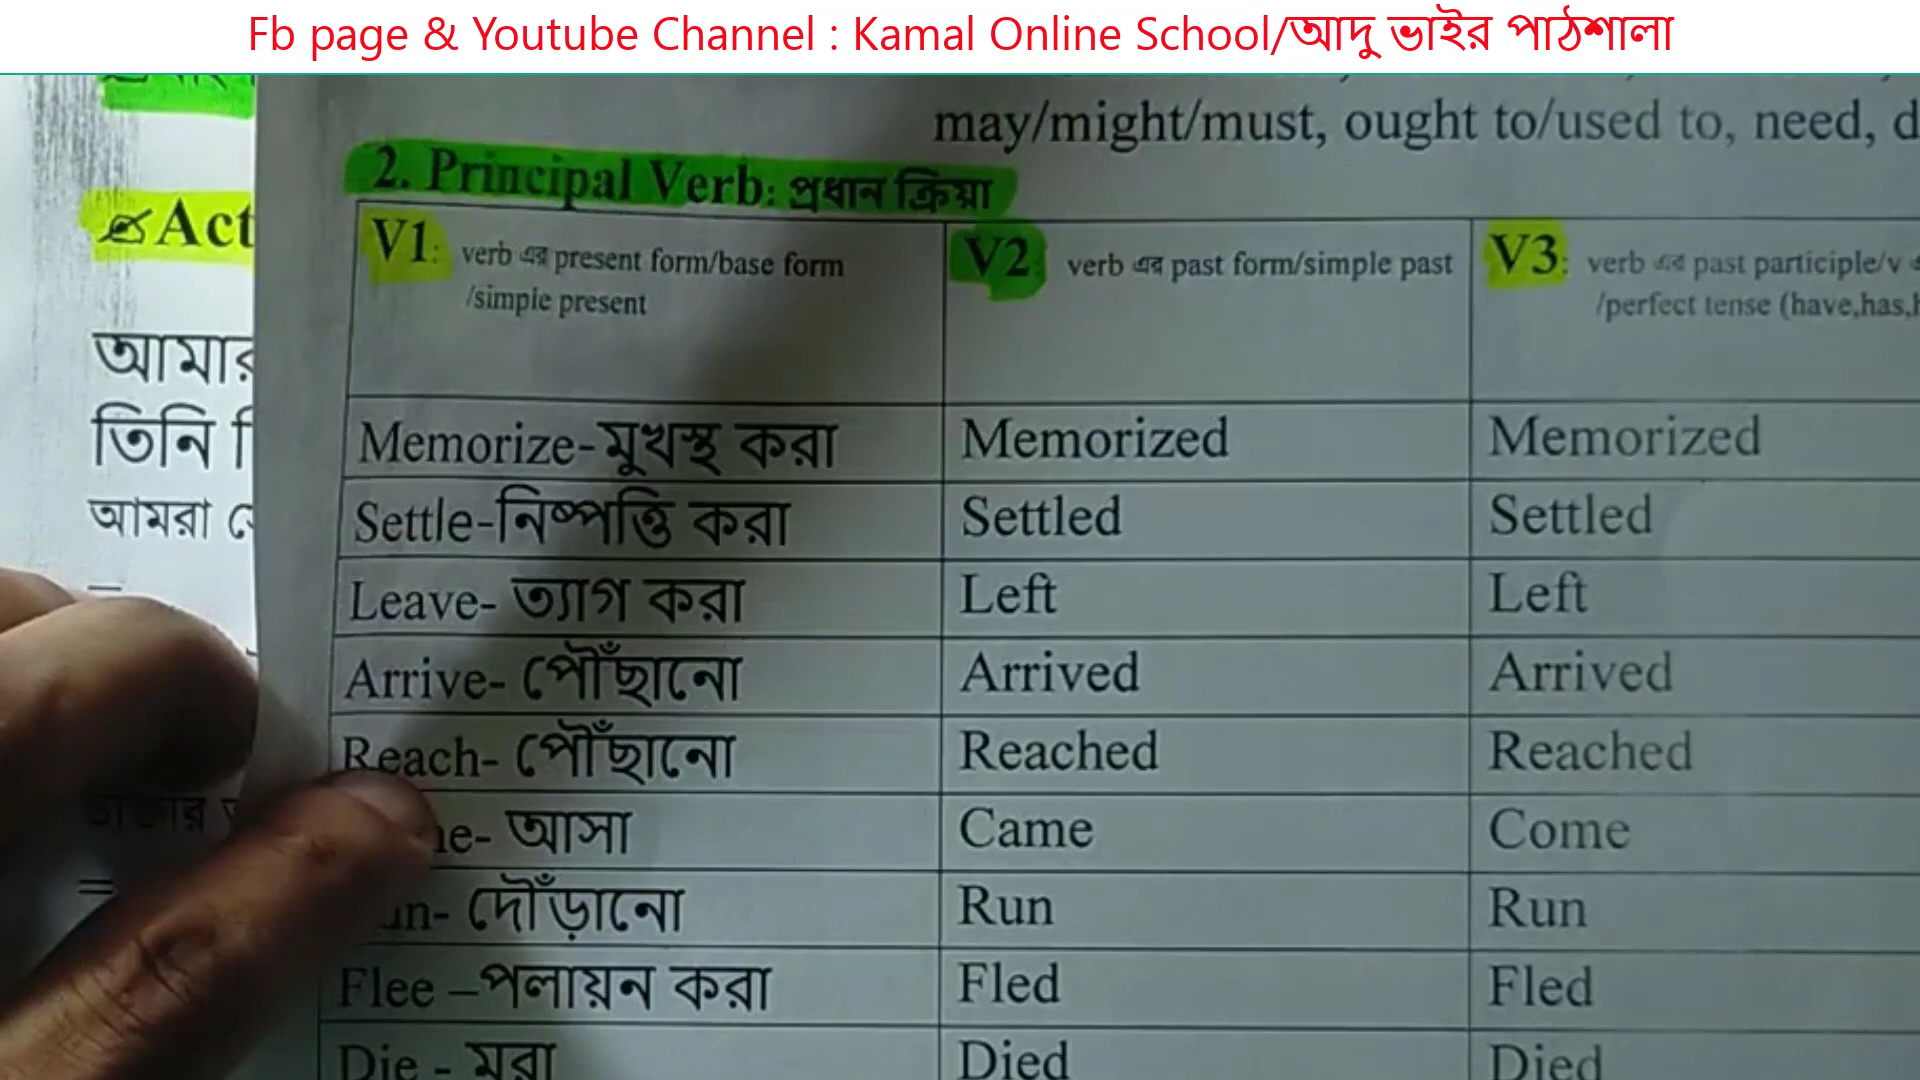 Fb page & Youtube Channel : Kamal Online School/আদু ভাইর পাঠশালা
may/might/must, ought to/used to, need,
2. Principal Verb: প্রধান ক্রিয়া
Act
V1: verb এর present form/base form
/simple present
V2: verb এর past form/simple past
V3: verb এর past participle/v
/perfect tense (have,has,
আমার
তিনি
আমরা
Memorize-মুখস্থ করা Memorized Memorized
Settle-নিষ্পত্তি করা Settled Settled
Leave- ত্যাগ করা Left Left
Arrive- পৌঁছানো Arrived Arrived
Reach- পৌঁছানো Reached Reached
আসা Came Come
দৌঁড়ানো Run Run
Flee –পলায়ন করা Fled Fled
Die - মরা Died Died